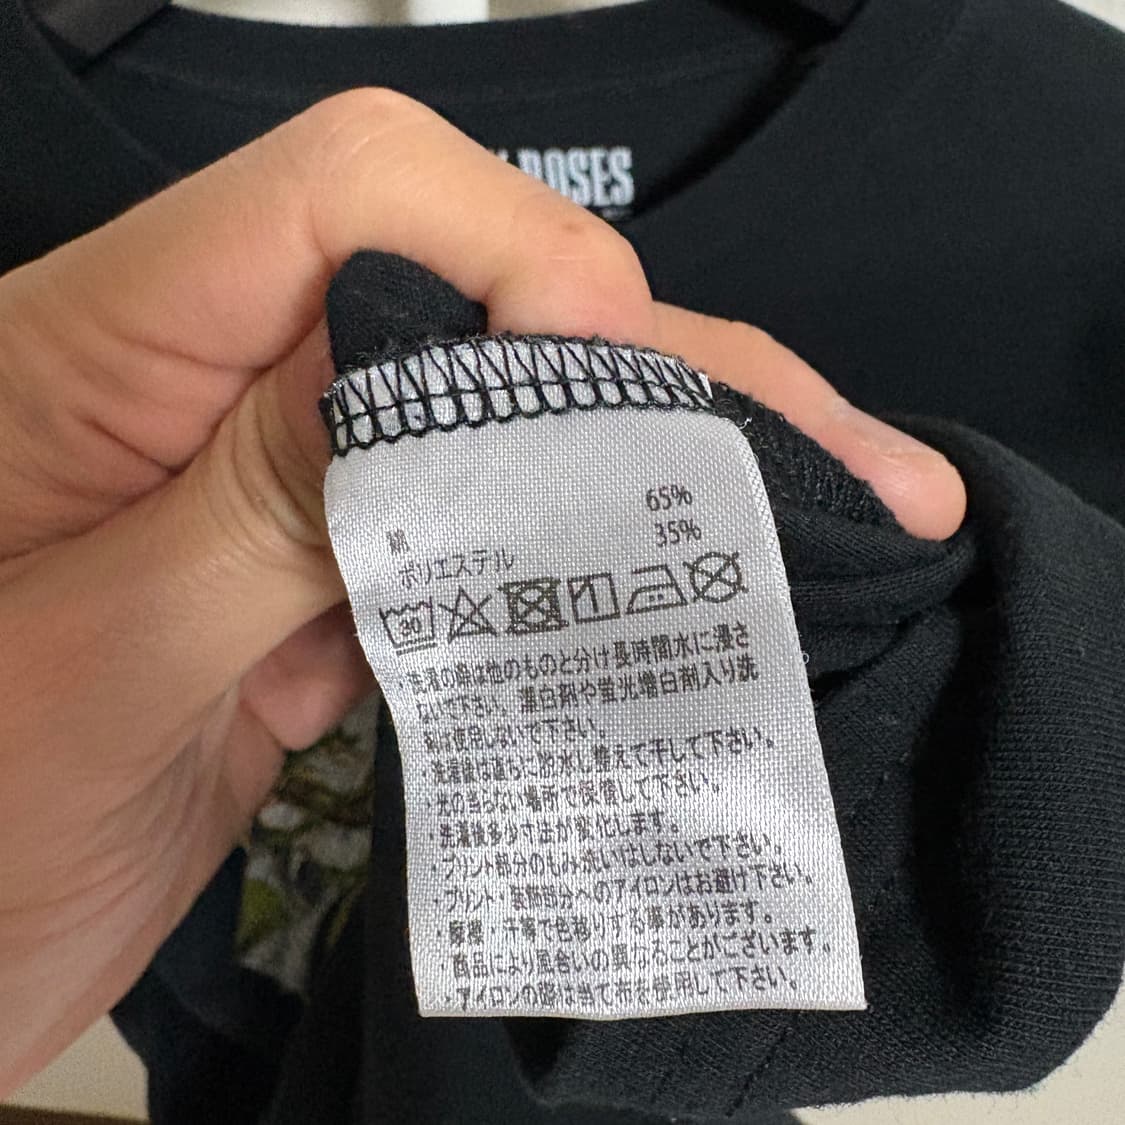 ROSES
65%
綿
35%
ポリエステル
30
・洗濯の際は他のものと分け長時間水に浸さ
ないで下さい。漂白剤や蛍光増白剤入り洗
剤は使用しないで下さい。
・洗濯後は直ちに形を整えて干して下さい。
・光の当らない場所で保管して下さい。
・洗濯後多少寸法が変化します。
・プリント部分のもみ洗いはしないで下さい。
・プリント・装飾部分へのアイロンはお避け下さい。
・摩擦・汗等で色移りする事があります。
・商品により風合いの異なることがございます。
・アイロンの際は当て布を使用して下さい。